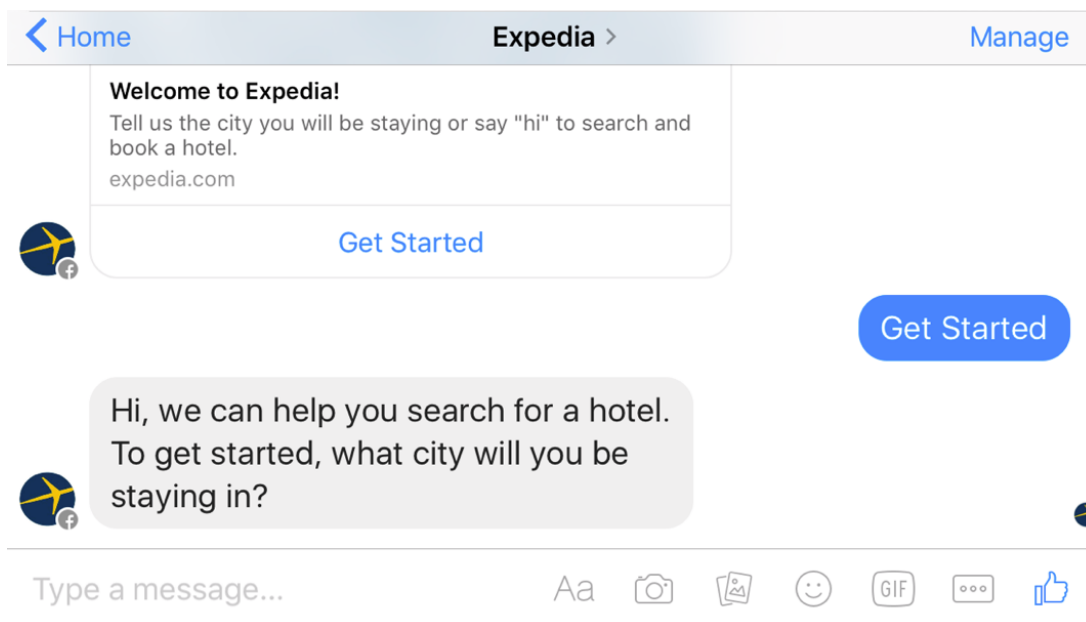 Home
Expedia
Manage
Welcome to Expedia!
Tell us the city you will be staying or say "hi" to search and
book a hotel.
expedia.com
Get Started
Get Started
Hi, we can help you search for a hotel.
To get started, what city will you be
staying in?
Type a message...
Aa
GIF